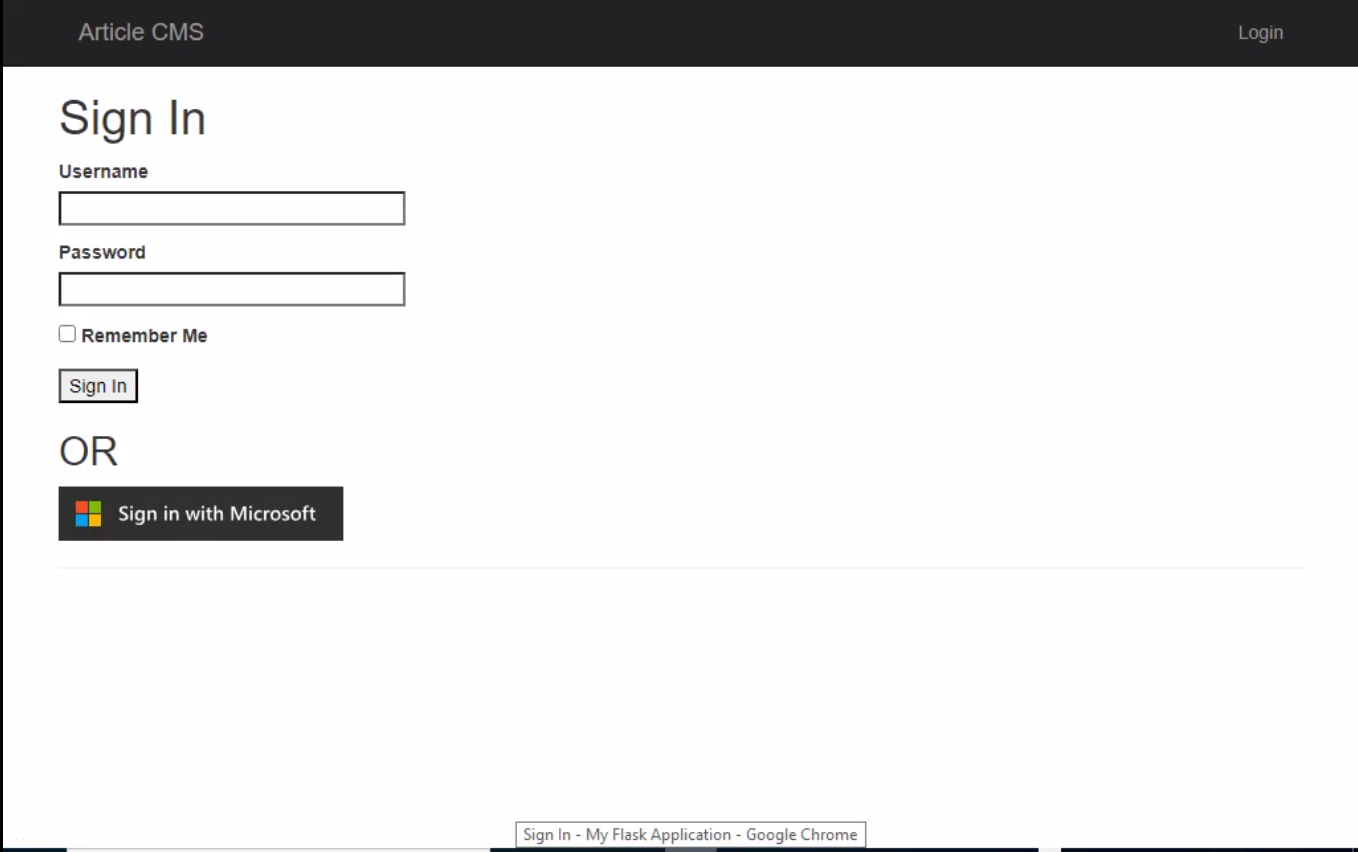 Article CMS
Login
Sign In
Username
Password
Remember Me
Sign In
OR
Sign in with Microsoft
Sign In - My Flask Application - Google Chrome